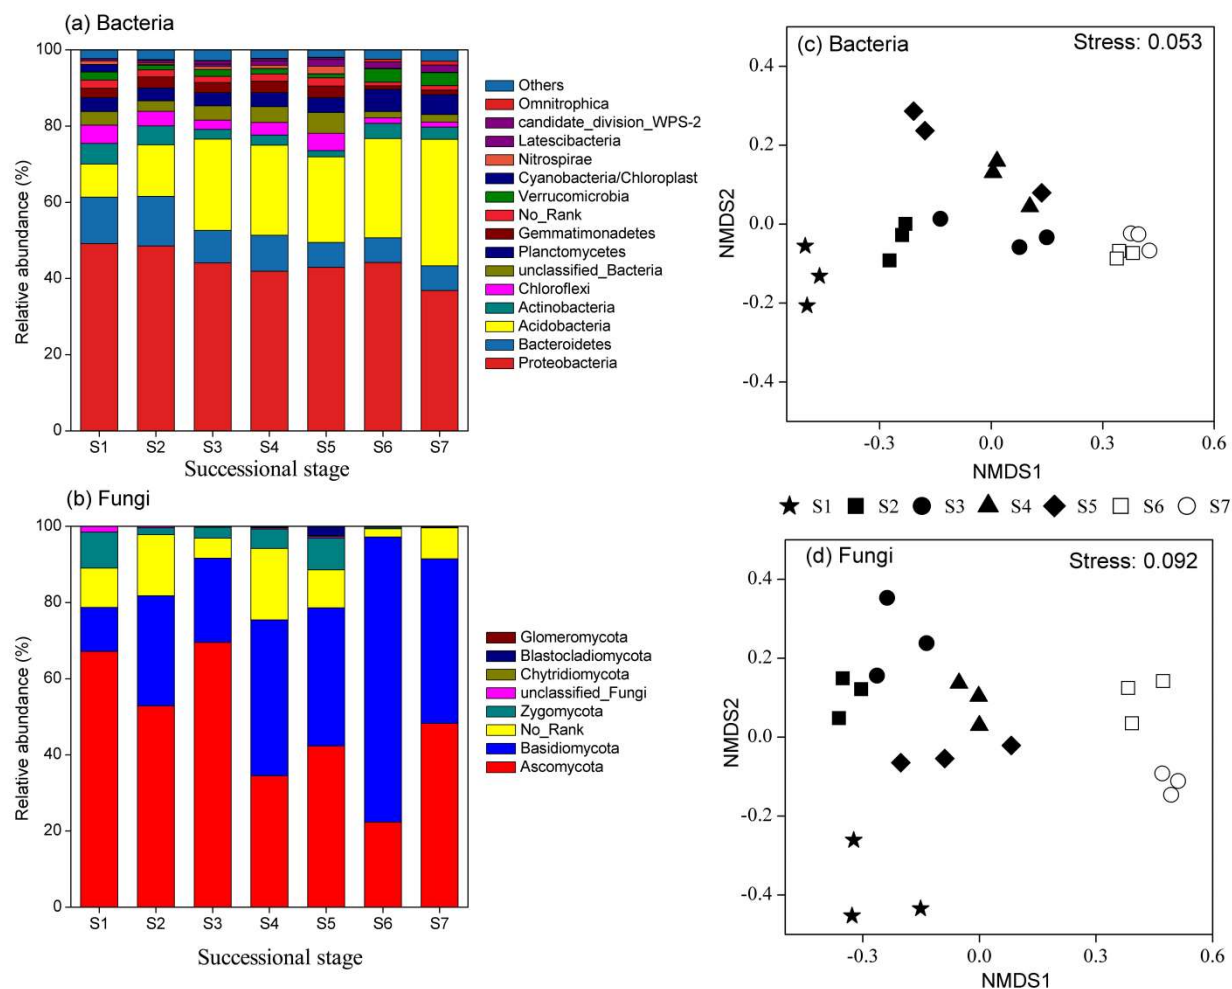 (a) Bacteria
100
80
60
40
20
0
Relative abundance (%)
S1 S2 S3 S4 S5 S6 S7
Successional stage
Others
Omnitrophica
candidate_division_WPS-2
Latescibacteria
Nitrospirae
Cyanobacteria/Chloroplast
Verrucomicrobia
No_Rank
Gemmatimonadetes
Planctomycetes
unclassified_Bacteria
Chloroflexi
Actinobacteria
Acidobacteria
Bacteroidetes
Proteobacteria
(c) Bacteria
Stress: 0.053
0.4
0.2
0.0
-0.2
-0.4
NMDS2
-0.3 0.0 0.3 0.6
NMDS1
S1 S2 S3 S4 S5 S6 S7
(b) Fungi
100
80
60
40
20
0
Relative abundance (%)
S1 S2 S3 S4 S5 S6 S7
Successional stage
Glomeromycota
Blastocladiomycota
Chytridiomycota
unclassified_Fungi
Zygomycota
No_Rank
Basidiomycota
Ascomycota
(d) Fungi
Stress: 0.092
0.4
0.2
0.0
-0.2
-0.4
NMDS2
-0.3 0.0 0.3 0.6
NMDS1